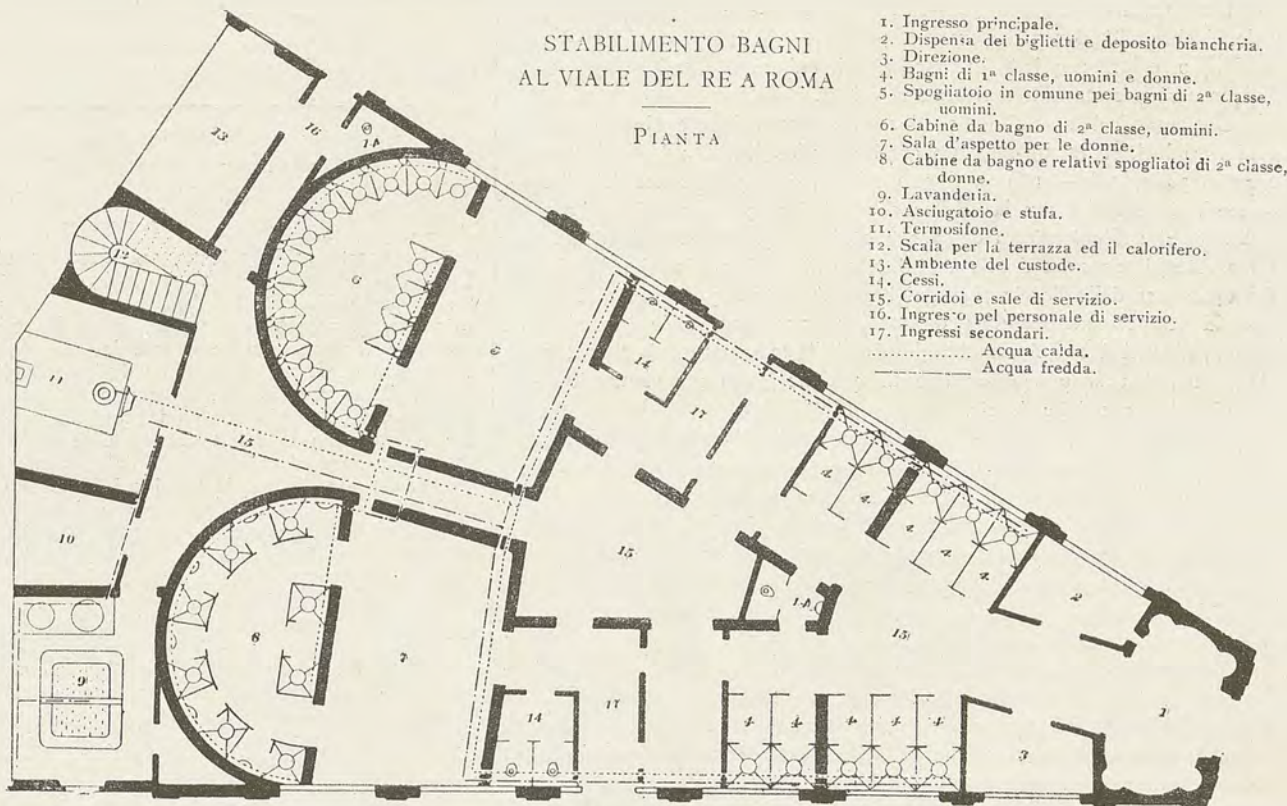 STABILIMENTO BAGNI
AL VIALE DEL RE A ROMA
PIANTA
1. Ingresso principale.
2. Dispensa dei biglietti e deposito biancheria.
3. Direzione.
4. Bagni di 1ª classe, uomini e donne.
5. Spogliatoio in comune pei bagni di 2ª classe,
uomini.
6. Cabine da bagno di 2ª classe, uomini.
7. Sala d'aspetto per le donne.
8. Cabine da bagno e relativi spogliatoi di 2ª classe,
donne.
9. Lavanderia.
10. Asciugatoio e stufa.
11. Termosifone.
12. Scala per la terrazza ed il calorifero.
13. Ambiente del custode.
14. Cessi.
15. Corridoi e sale di servizio.
16. Ingresso pel personale di servizio.
17. Ingressi secondari.
Acqua calda.
Acqua fredda.
13
16
14
12
6
11
14
17
15
4
4
4
4
4
10
15
2
14
15
8
7
9
14
17
4
4
4
4
4
3
1